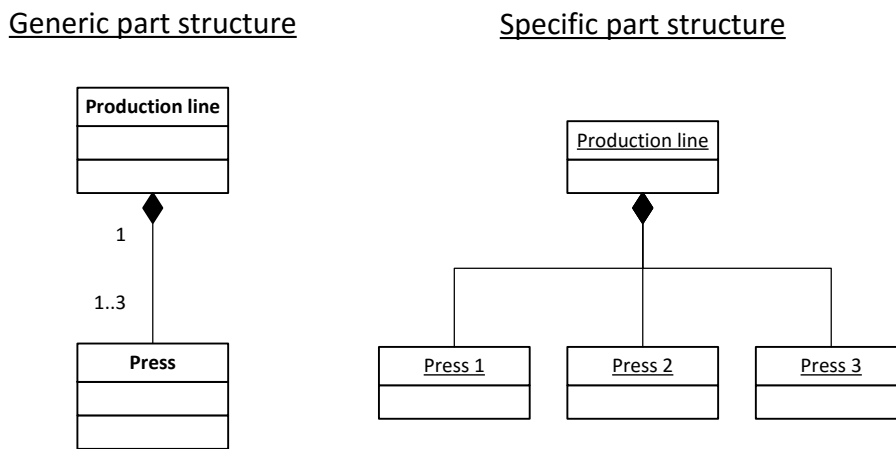 Generic part structure
Specific part structure
Production line
1
1..3
Press
Production line
Press 1
Press 2
Press 3